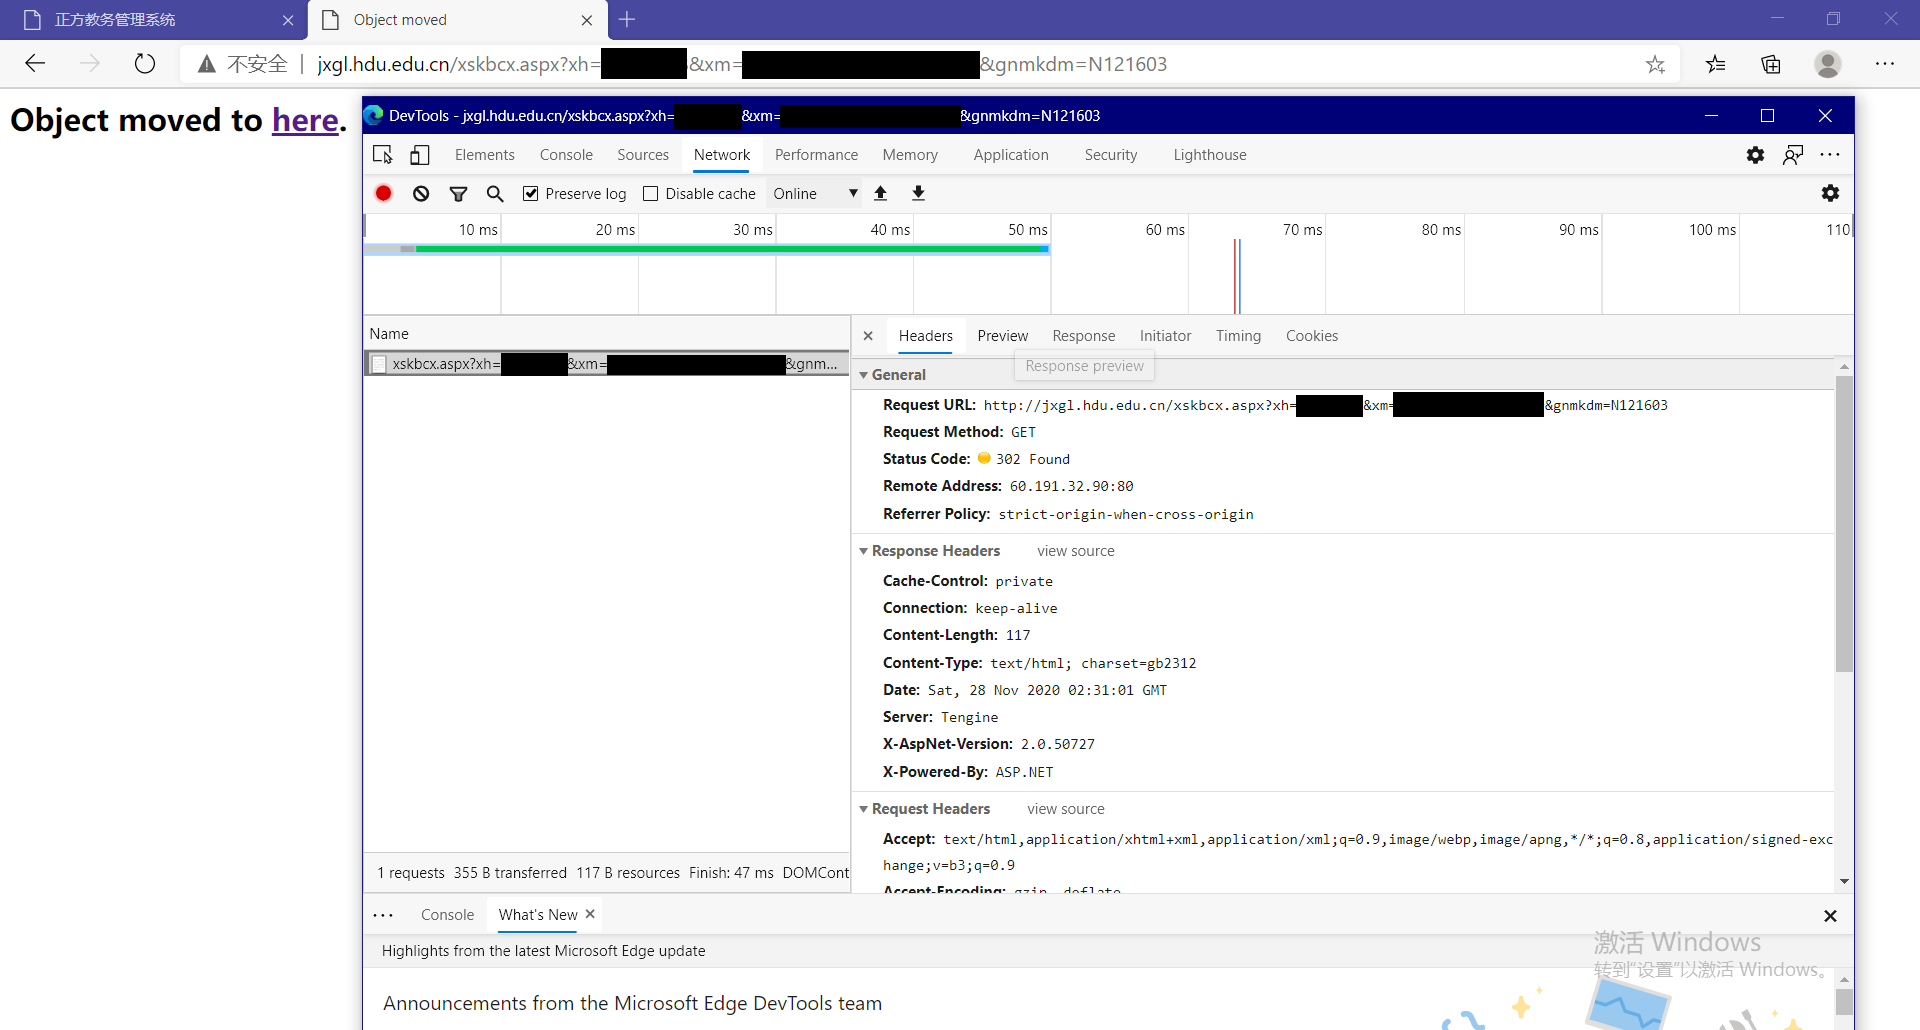 正方教务管理系统
Object moved
不安全 | jxgl.hdu.edu.cn/xskbcx.aspx?xh= &xm= &gnmkdm=N121603
Object moved to here.
DevTools - jxgl.hdu.edu.cn/xskbcx.aspx?xh= &xm= &gnmkdm=N121603
Elements Console Sources Network Performance Memory Application Security Lighthouse
Preserve log Disable cache Online
10 ms 20 ms 30 ms 40 ms 50 ms 60 ms 70 ms 80 ms 90 ms 100 ms 110
Name
xskbcx.aspx?xh= &xm= &gnm...
1 requests 355 B transferred 117 B resources Finish: 47 ms DOMCont
Headers Preview Response Initiator Timing Cookies
Response preview
General
Request URL: http://jxgl.hdu.edu.cn/xskbcx.aspx?xh= &xm= &gnmkdm=N121603
Request Method: GET
Status Code: 302 Found
Remote Address: 60.191.32.90:80
Referrer Policy: strict-origin-when-cross-origin
Response Headers view source
Cache-Control: private
Connection: keep-alive
Content-Length: 117
Content-Type: text/html; charset=gb2312
Date: Sat, 28 Nov 2020 02:31:01 GMT
Server: Tengine
X-AspNet-Version: 2.0.50727
X-Powered-By: ASP.NET
Request Headers view source
Accept: text/html,application/xhtml+xml,application/xml;q=0.9,image/webp,image/apng,*/*;q=0.8,application/signed-exc
hange;v=b3;q=0.9
Accept-Encoding: gzip, deflate
Console What's New
Highlights from the latest Microsoft Edge update
Announcements from the Microsoft Edge DevTools team
激活 Windows
转到"设置"以激活 Windows。